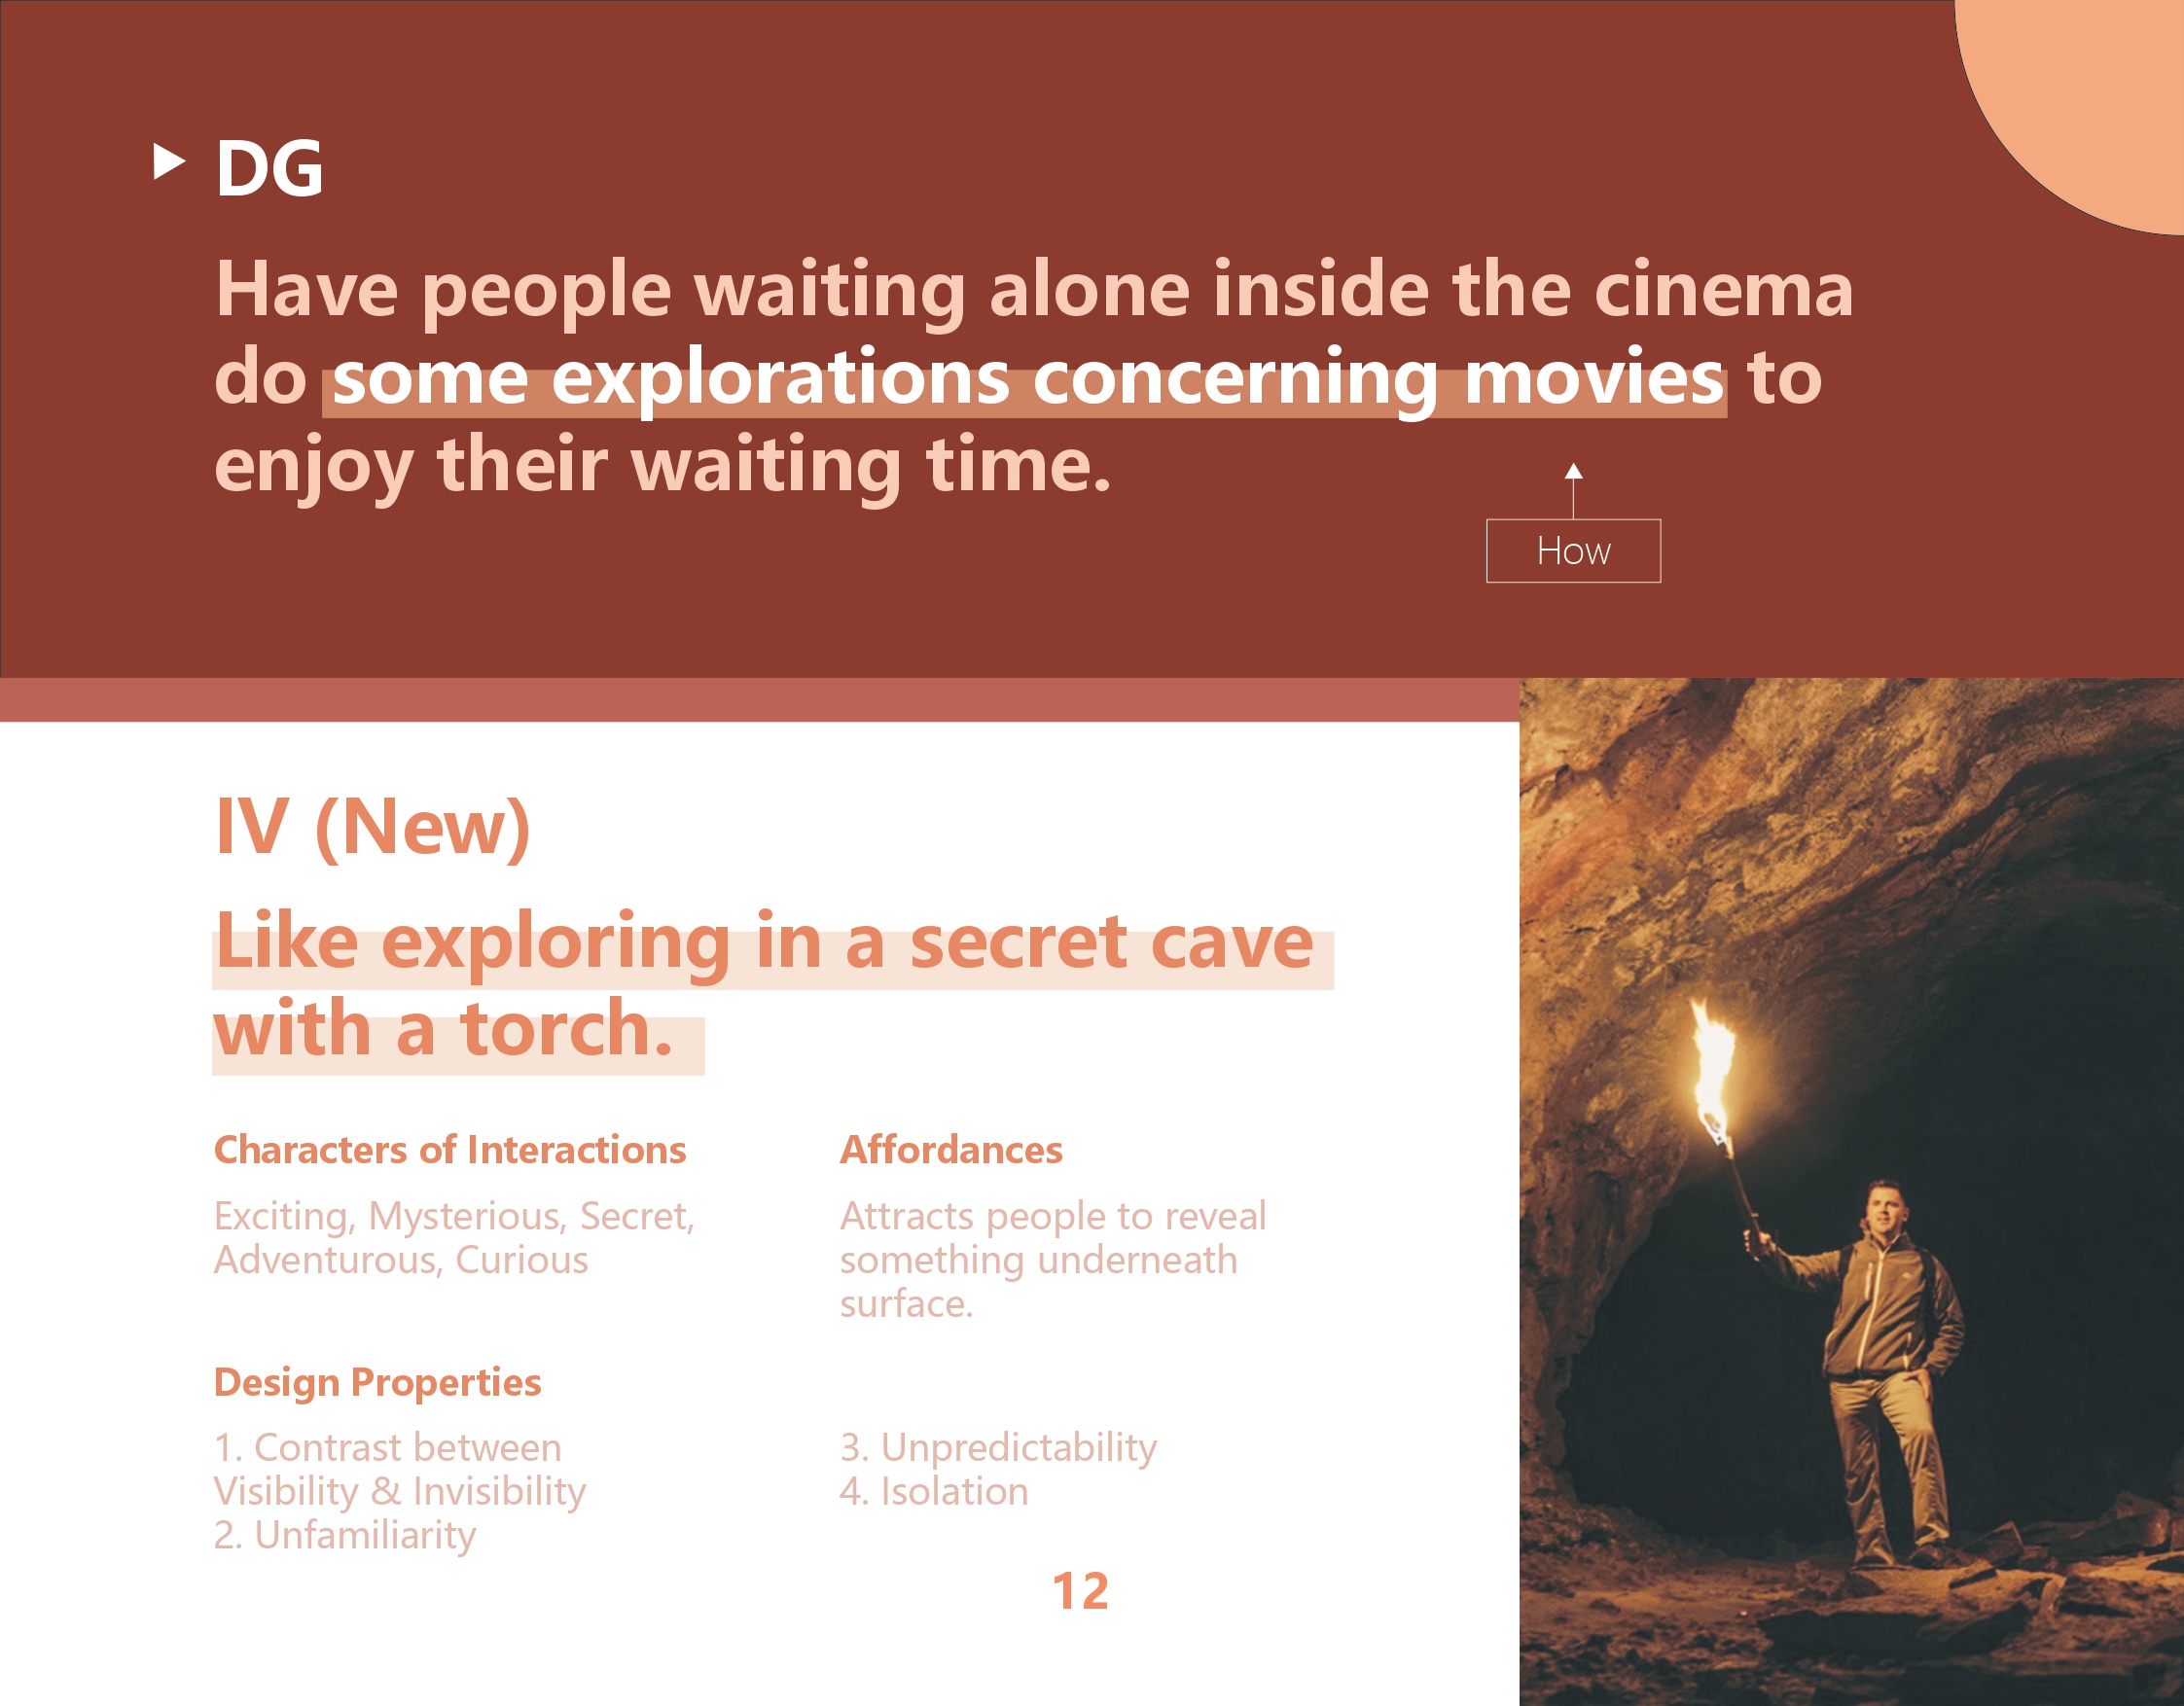 DG
Have people waiting alone inside the cinema
do some explorations concerning movies to
enjoy their waiting time.
How
IV (New)
Like exploring in a secret cave
with a torch.
Characters of Interactions
Exciting, Mysterious, Secret,
Adventurous, Curious
Affordances
Attracts people to reveal
something underneath
surface.
Design Properties
1. Contrast between
Visibility & Invisibility
2. Unfamiliarity
3. Unpredictability
4. Isolation
12